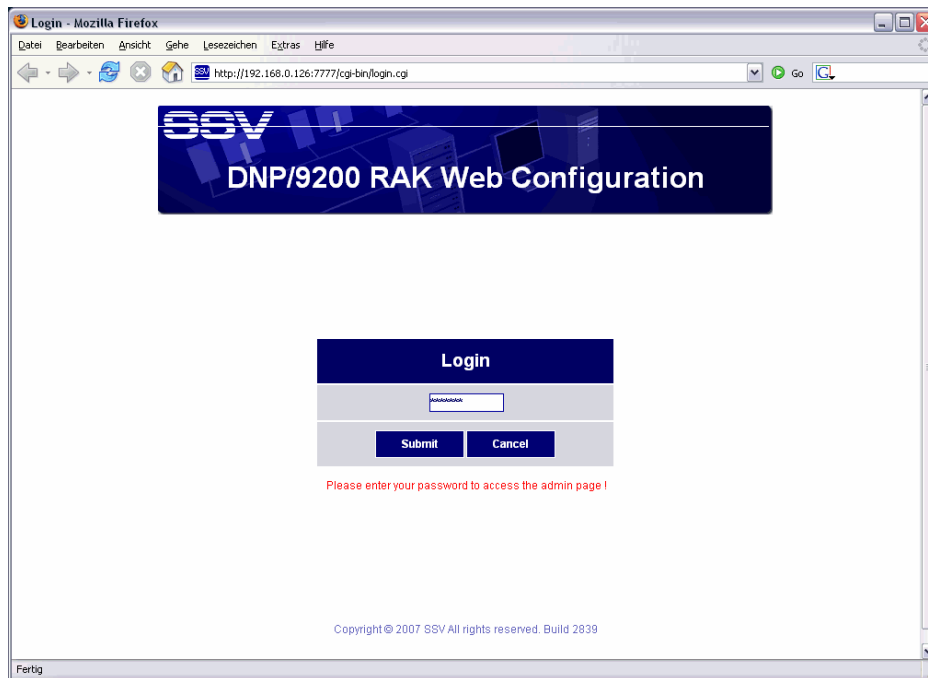 Login - Mozilla Firefox
Datei Bearbeiten Ansicht Gehe Lesezeichen Extras Hilfe
http://192.168.0.126:7777/cgi-bin/login.cgi Go
SSV
DNP/9200 RAK Web Configuration
Login
*******
Submit Cancel
Please enter your password to access the admin page !
Copyright © 2007 SSV All rights reserved. Build 2839
Fertig